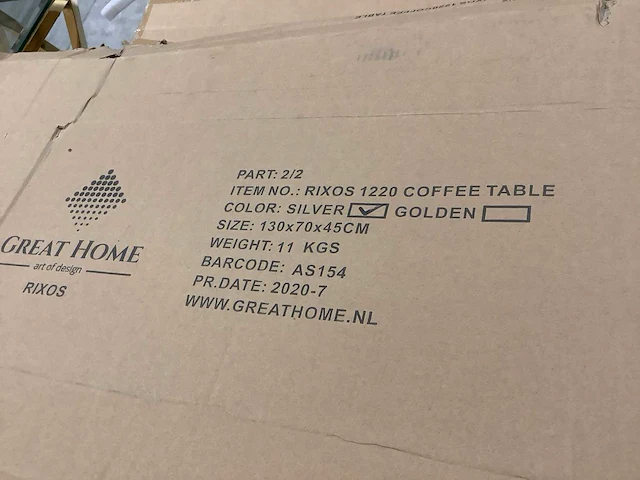 PART: 2/2
ITEM NO.: RIXOS 1220 COFFEE TABLE
COLOR: SILVER GOLDEN
SIZE: 130x70x45CM
WEIGHT: 11 KGS
BARCODE: AS154
PR.DATE: 2020-7
WWW.GREATHOME.NL
GREAT HOME
art of design
RIXOS